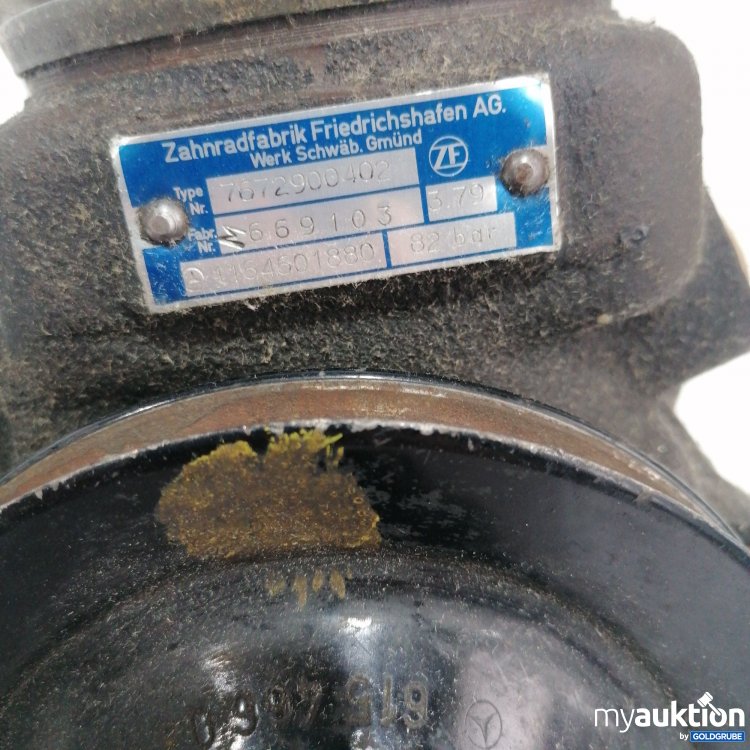 Zahnradfabrik Friedrichshafen AG.
Werk Schwäb. Gmünd
ZF
Type Nr. 7672900402 3.79
Fabr. Nr. 669103
1164601880 82 bar
myauktion
by GOLDGRUBE